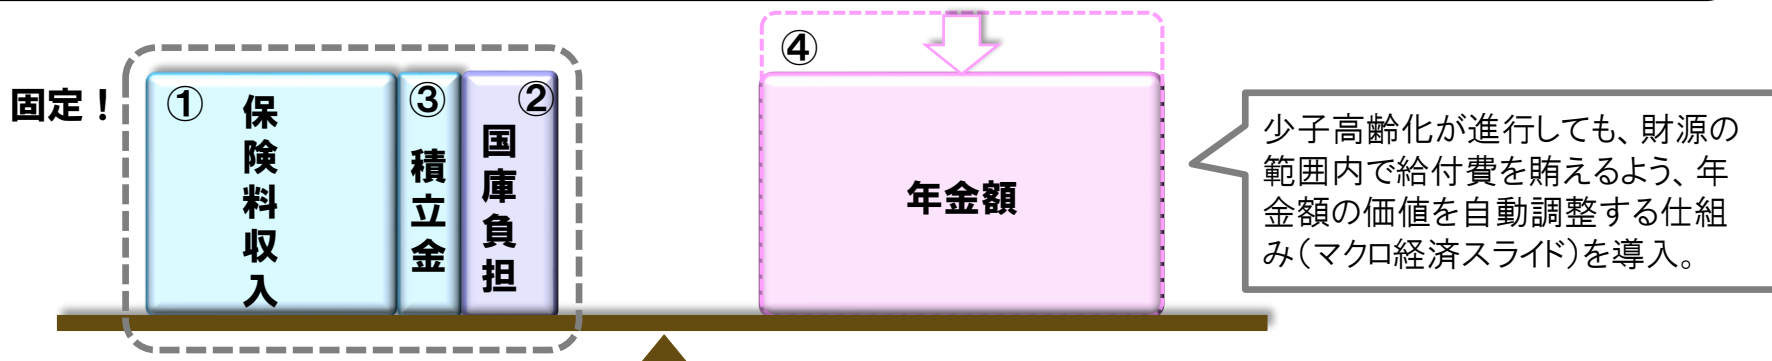 固定！
①
保険料収入
③
積立金
②
国庫負担
④
年金額
少子高齢化が進行しても、財源の
範囲内で給付費を賄えるよう、年
金額の価値を自動調整する仕組
み（マクロ経済スライド）を導入。